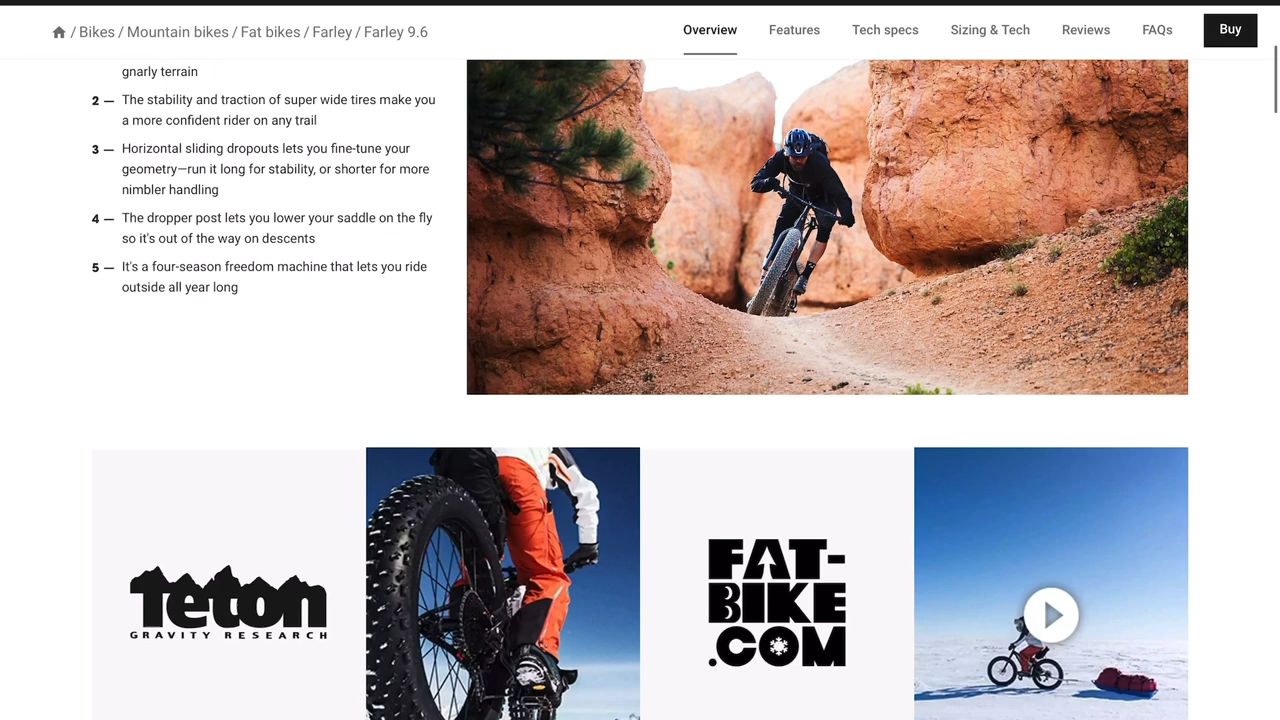 / Bikes / Mountain bikes / Fat bikes / Farley / Farley 9.6
Overview Features Tech specs Sizing & Tech Reviews FAQs Buy
gnarly terrain
2 — The stability and traction of super wide tires make you
a more confident rider on any trail
3 — Horizontal sliding dropouts lets you fine-tune your
geometry—run it long for stability, or shorter for more
nimbler handling
4 — The dropper post lets you lower your saddle on the fly
so it's out of the way on descents
5 — It's a four-season freedom machine that lets you ride
outside all year long
Teton
GRAVITY RESEARCH
FAT-
BIKE
.COM